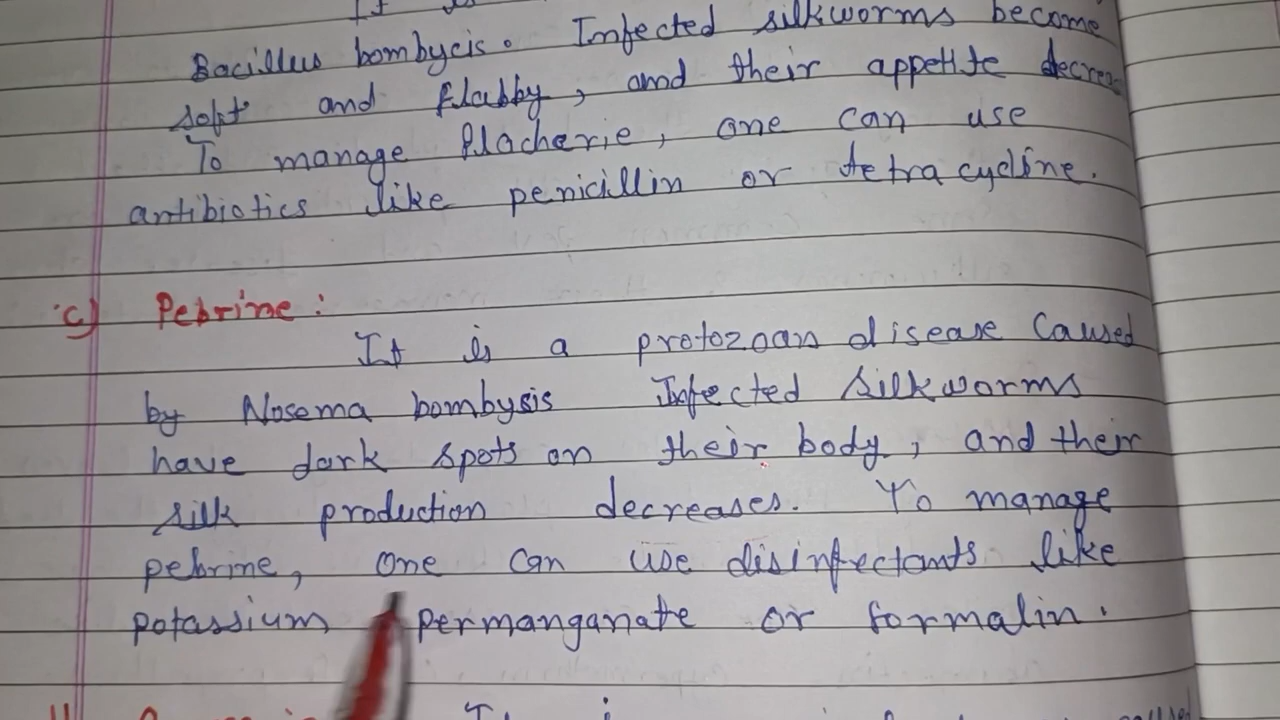 Bacillus bombycis. Infected silkworms become
soft and flabby, and their appetite
To manage flacherie, one can use
antibiotics like penicillin or tetracycline.
c) Pebrine:
It is a protozoan disease Caused
by Nosema bombysis Infected Silkworms
have dark spots on their body, and their
silk production decreases. To manage
pebrine, one can use disinfectants like
potassium permanganate or formalin.